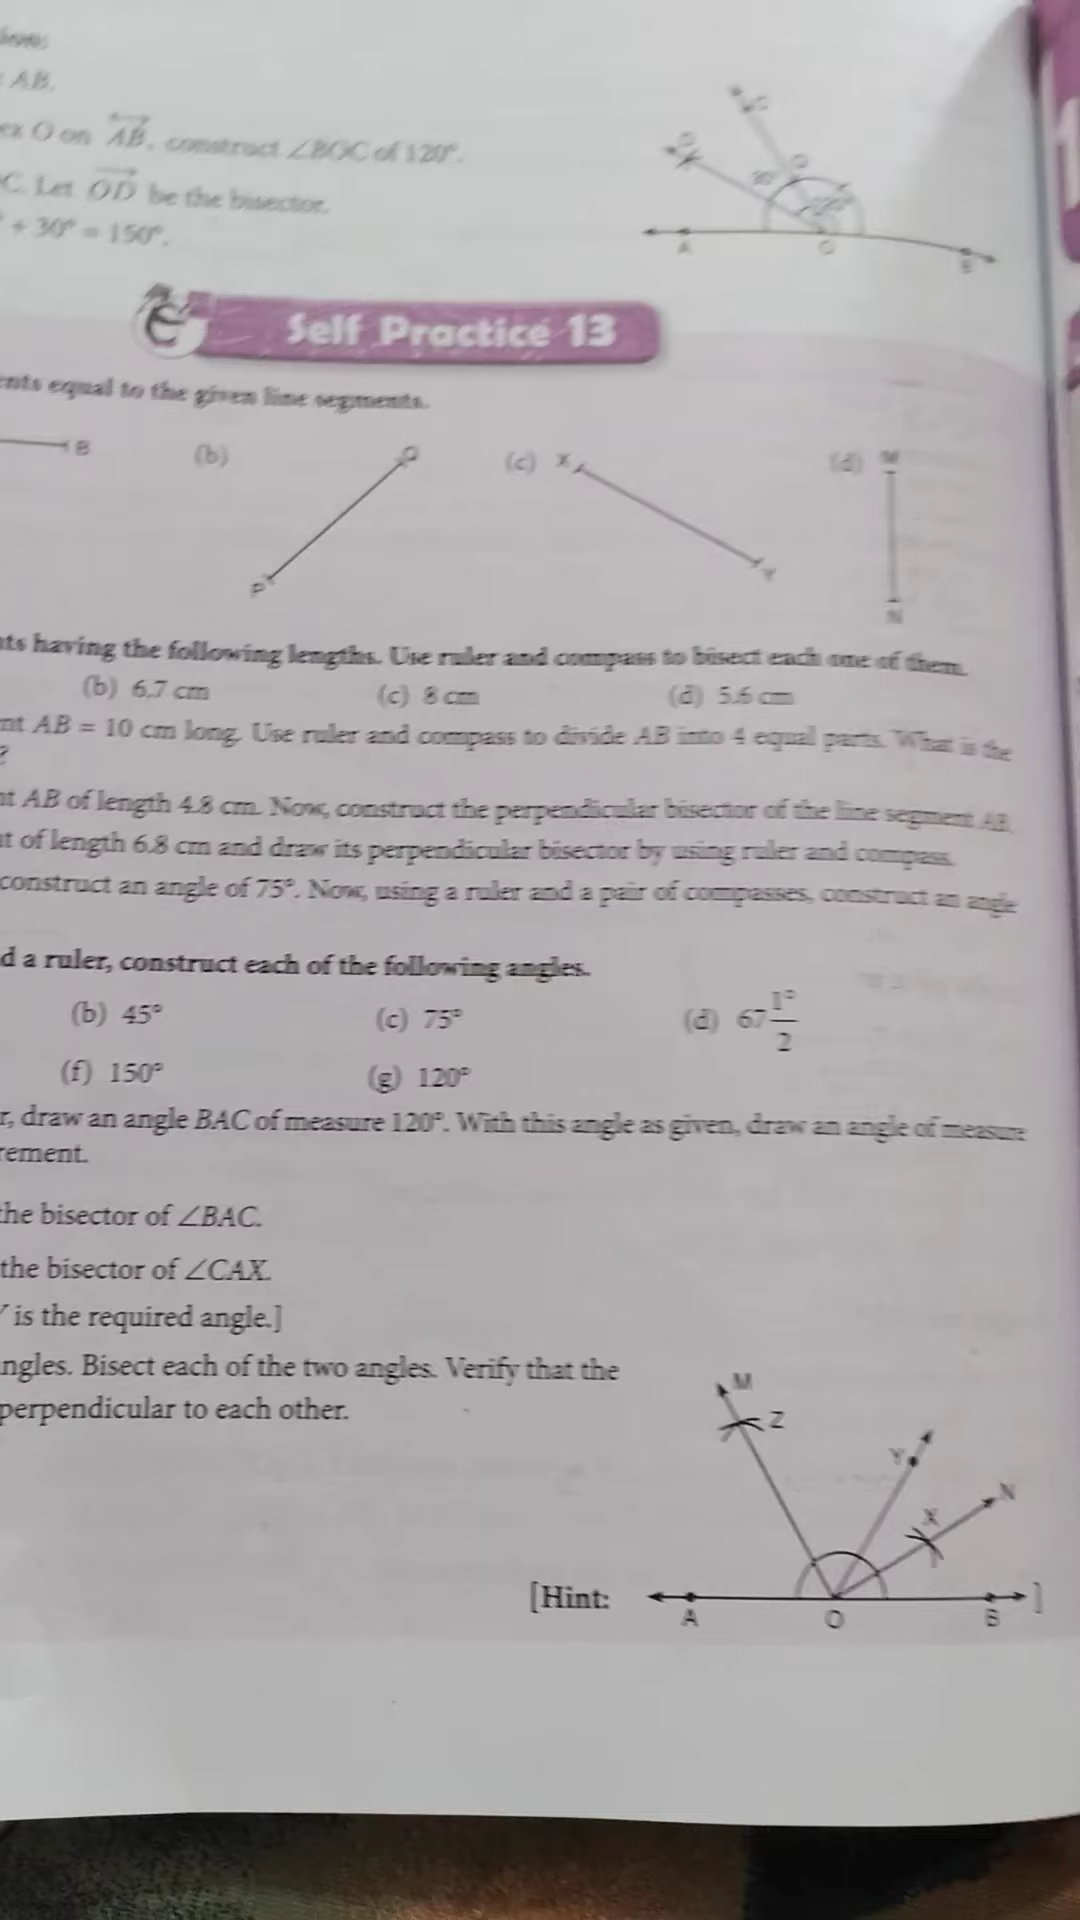 AB.
O on AB, construct ∠BOC of 120°.
C. Let OD be the bisector.
+ 30° = 150°.
C
D
30°
120°
A
O
B
Self Practice 13
ents equal to the given line segments.
B
(b)
Q
P
(c)
X
Y
(d)
M
N
ts having the following lengths. Use ruler and compass to bisect each one of them.
(b) 6.7 cm (c) 8 cm (d) 5.6 cm
nt AB = 10 cm long. Use ruler and compass to divide AB into 4 equal parts. What is the
?
nt AB of length 4.8 cm. Now, construct the perpendicular bisector of the line segment AB.
t of length 6.8 cm and draw its perpendicular bisector by using ruler and compass.
construct an angle of 75°. Now, using a ruler and a pair of compasses, construct an angle
d a ruler, construct each of the following angles.
(b) 45° (c) 75° (d) 67 1°/2
(f) 150° (g) 120°
r, draw an angle BAC of measure 120°. With this angle as given, draw an angle of measure
rement.
the bisector of ∠BAC.
the bisector of ∠CAX.
Y is the required angle.]
ngles. Bisect each of the two angles. Verify that the
perpendicular to each other.
M
Z
Y
N
X
[Hint: ]
A
O
B